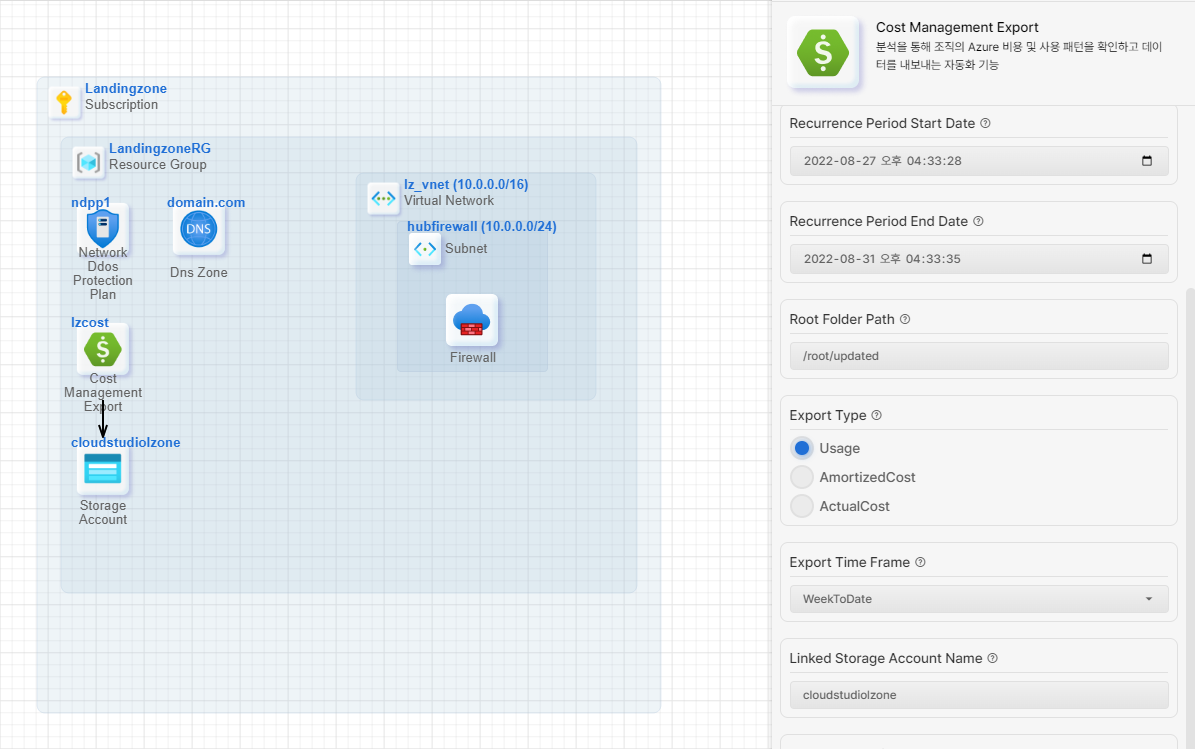 Landingzone
Subscription
LandingzoneRG
Resource Group
ndpp1
Network
Ddos
Protection
Plan
domain.com
DNS
Dns Zone
lz_vnet (10.0.0.0/16)
Virtual Network
hubfirewall (10.0.0.0/24)
Subnet
Firewall
lzcost
Cost
Management
Export
cloudstudiolzone
Storage
Account
Cost Management Export
분석을 통해 조직의 Azure 비용 및 사용 패턴을 확인하고 데이
터를 내보내는 자동화 기능
Recurrence Period Start Date
2022-08-27 오후 04:33:28
Recurrence Period End Date
2022-08-31 오후 04:33:35
Root Folder Path
/root/updated
Export Type
Usage
AmortizedCost
ActualCost
Export Time Frame
WeekToDate
Linked Storage Account Name
cloudstudiolzone